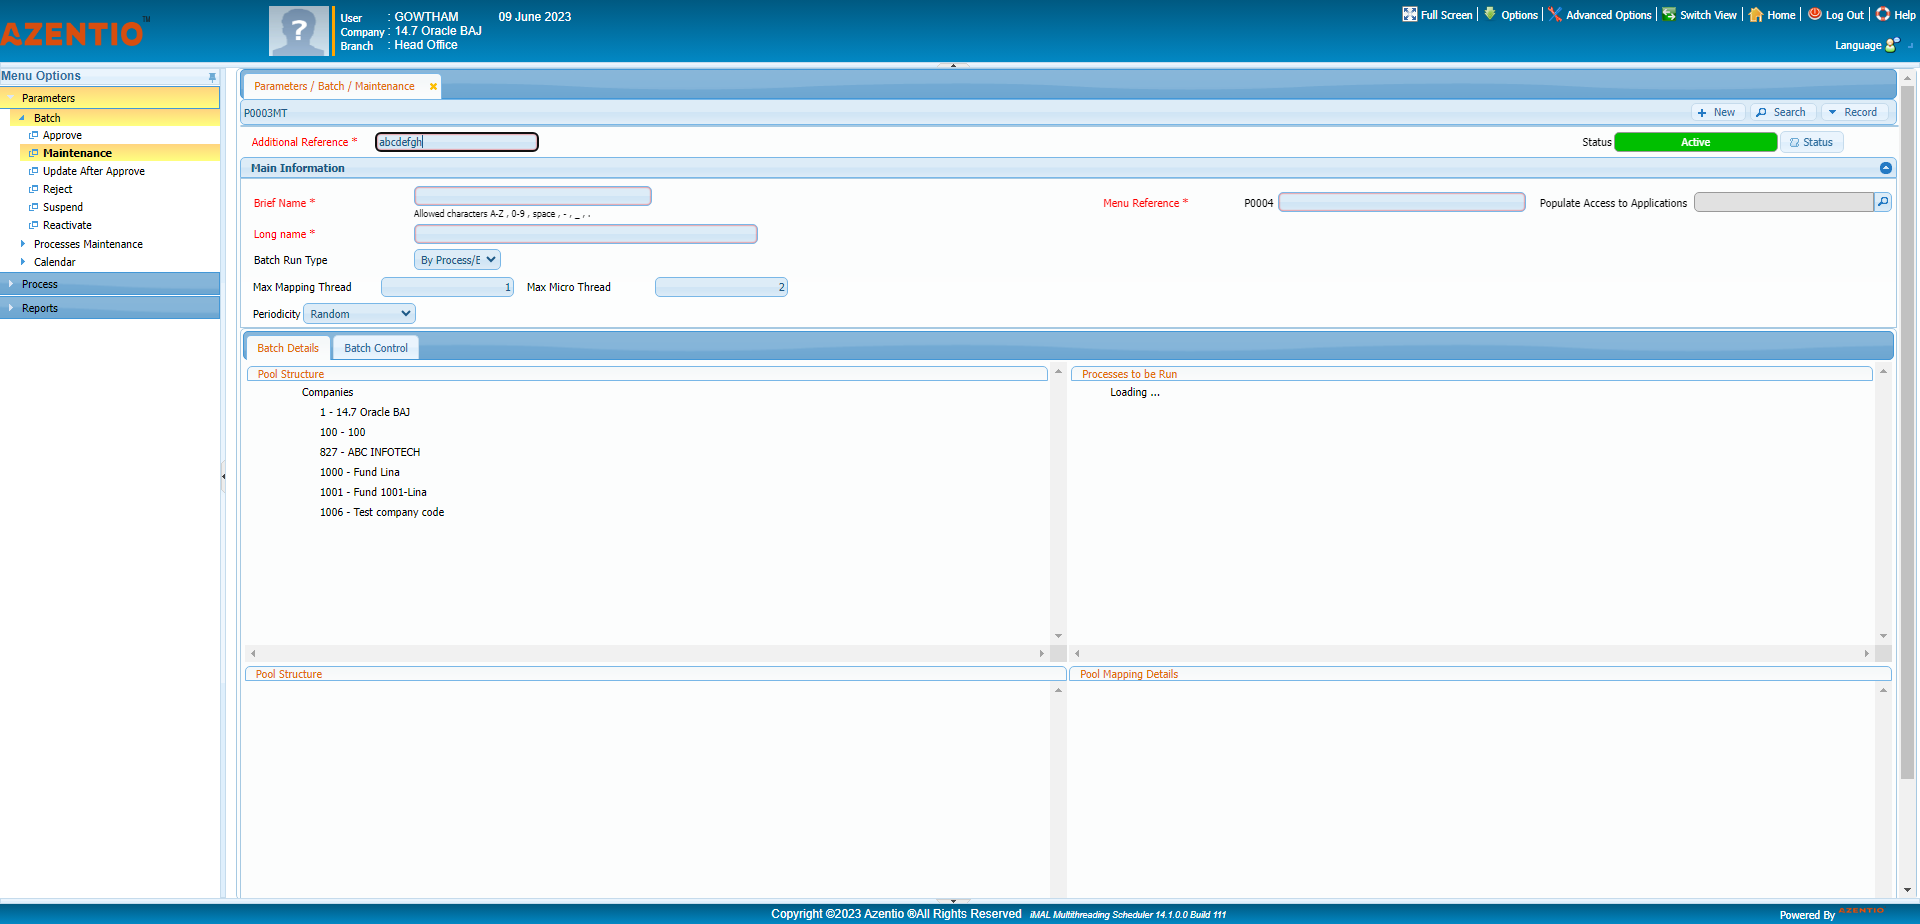 AZENTIO™
User : GOWTHAM 09 June 2023
Company : 14.7 Oracle BAJ
Branch : Head Office
Full Screen Options Advanced Options Switch View Home Log Out Help
Language
Menu Options
Parameters
Batch
Approve
Maintenance
Update After Approve
Reject
Suspend
Reactivate
Processes Maintenance
Calendar
Process
Reports
Parameters / Batch / Maintenance
P0003MT
New Search Record
Additional Reference * abcdefgh
Status Active Status
Main Information
Brief Name *
Allowed characters A-Z , 0-9 , space , - , _ , .
Menu Reference * P0004
Populate Access to Applications
Long name *
Batch Run Type By Process/E
Max Mapping Thread 1 Max Micro Thread 2
Periodicity Random
Batch Details Batch Control
Pool Structure
Companies
1 - 14.7 Oracle BAJ
100 - 100
827 - ABC INFOTECH
1000 - Fund Lina
1001 - Fund 1001-Lina
1006 - Test company code
Processes to be Run
Loading ...
Pool Structure
Pool Mapping Details
Copyright ©2023 Azentio ®All Rights Reserved iMAL Multithreading Scheduler 14.1.0.0 Build 111
Powered By AZENTIO